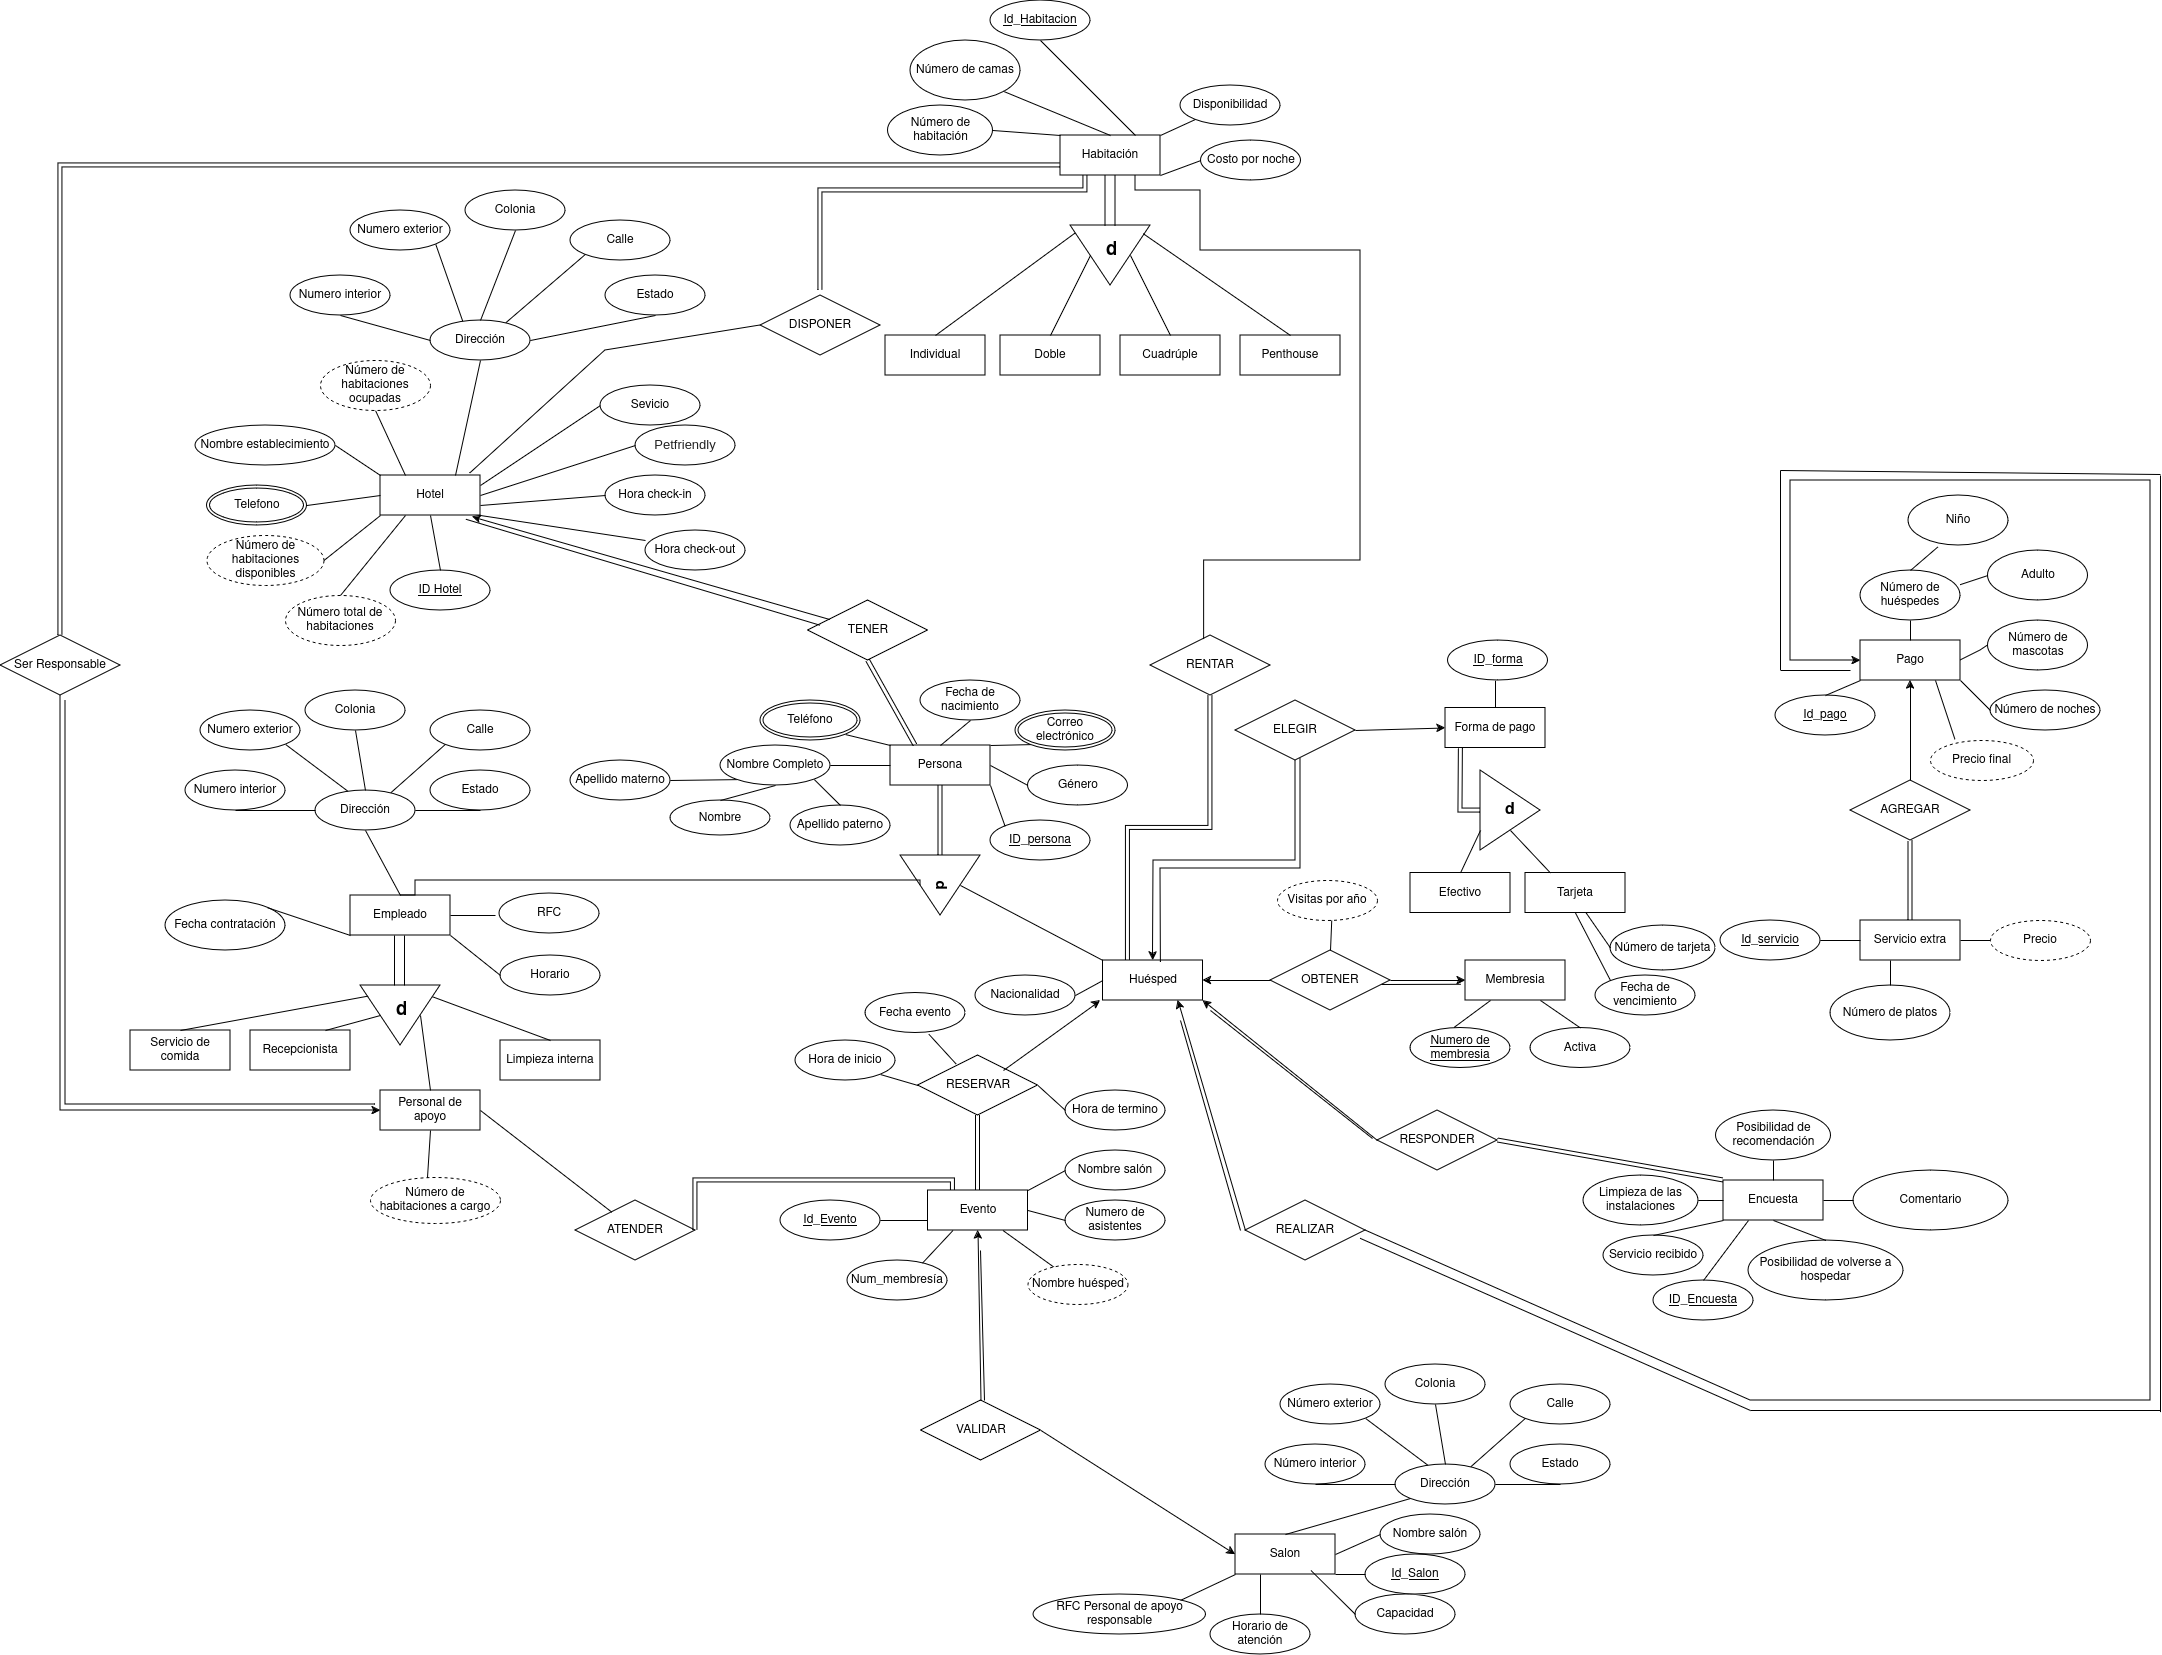 Id_Habitacion
Número de camas
Disponibilidad
Número de
habitación
Habitación
Costo por noche
Colonia
Numero exterior
Calle
d
Numero interior
Estado
DISPONER
Dirección
Individual
Doble
Cuadrúple
Penthouse
Número de
habitaciones
ocupadas
Sevicio
Nombre establecimiento
Petfriendly
Hotel
Hora check-in
Telefono
Hora check-out
Número de
habitaciones
disponibles
ID Hotel
Número total de
habitaciones
Niño
Número de
huéspedes
Adulto
TENER
Número de
mascotas
Ser Responsable
RENTAR
ID_forma
Pago
Fecha de
nacimiento
Colonia
Teléfono
Correo
electrónico
Id_pago
Número de noches
Numero exterior
Calle
ELEGIR
Forma de pago
Nombre Completo
Persona
Precio final
Apellido materno
Género
Numero interior
Estado
Dirección
Nombre
Apellido paterno
ID_persona
d
AGREGAR
p
Efectivo
Tarjeta
Visitas por año
Fecha contratación
Empleado
RFC
Número de tarjeta
Id_servicio
Servicio extra
Precio
Horario
Nacionalidad
Huésped
OBTENER
Membresia
Fecha de
vencimiento
d
Fecha evento
Número de platos
Servicio de
comida
Recepcionista
Limpieza interna
Hora de inicio
Numero de
membresia
Activa
RESERVAR
Personal de
apoyo
Hora de termino
RESPONDER
Posibilidad de
recomendación
Nombre salón
Número de
habitaciones a cargo
Limpieza de las
instalaciones
Encuesta
Comentario
Id_Evento
Evento
Numero de
asistentes
ATENDER
REALIZAR
Servicio recibido
Posibilidad de volverse a
hospedar
Num_membresía
Nombre huésped
ID_Encuesta
Colonia
Número exterior
Calle
VALIDAR
Número interior
Estado
Dirección
Nombre salón
Salon
Id_Salon
RFC Personal de apoyo
responsable
Capacidad
Horario de
atención